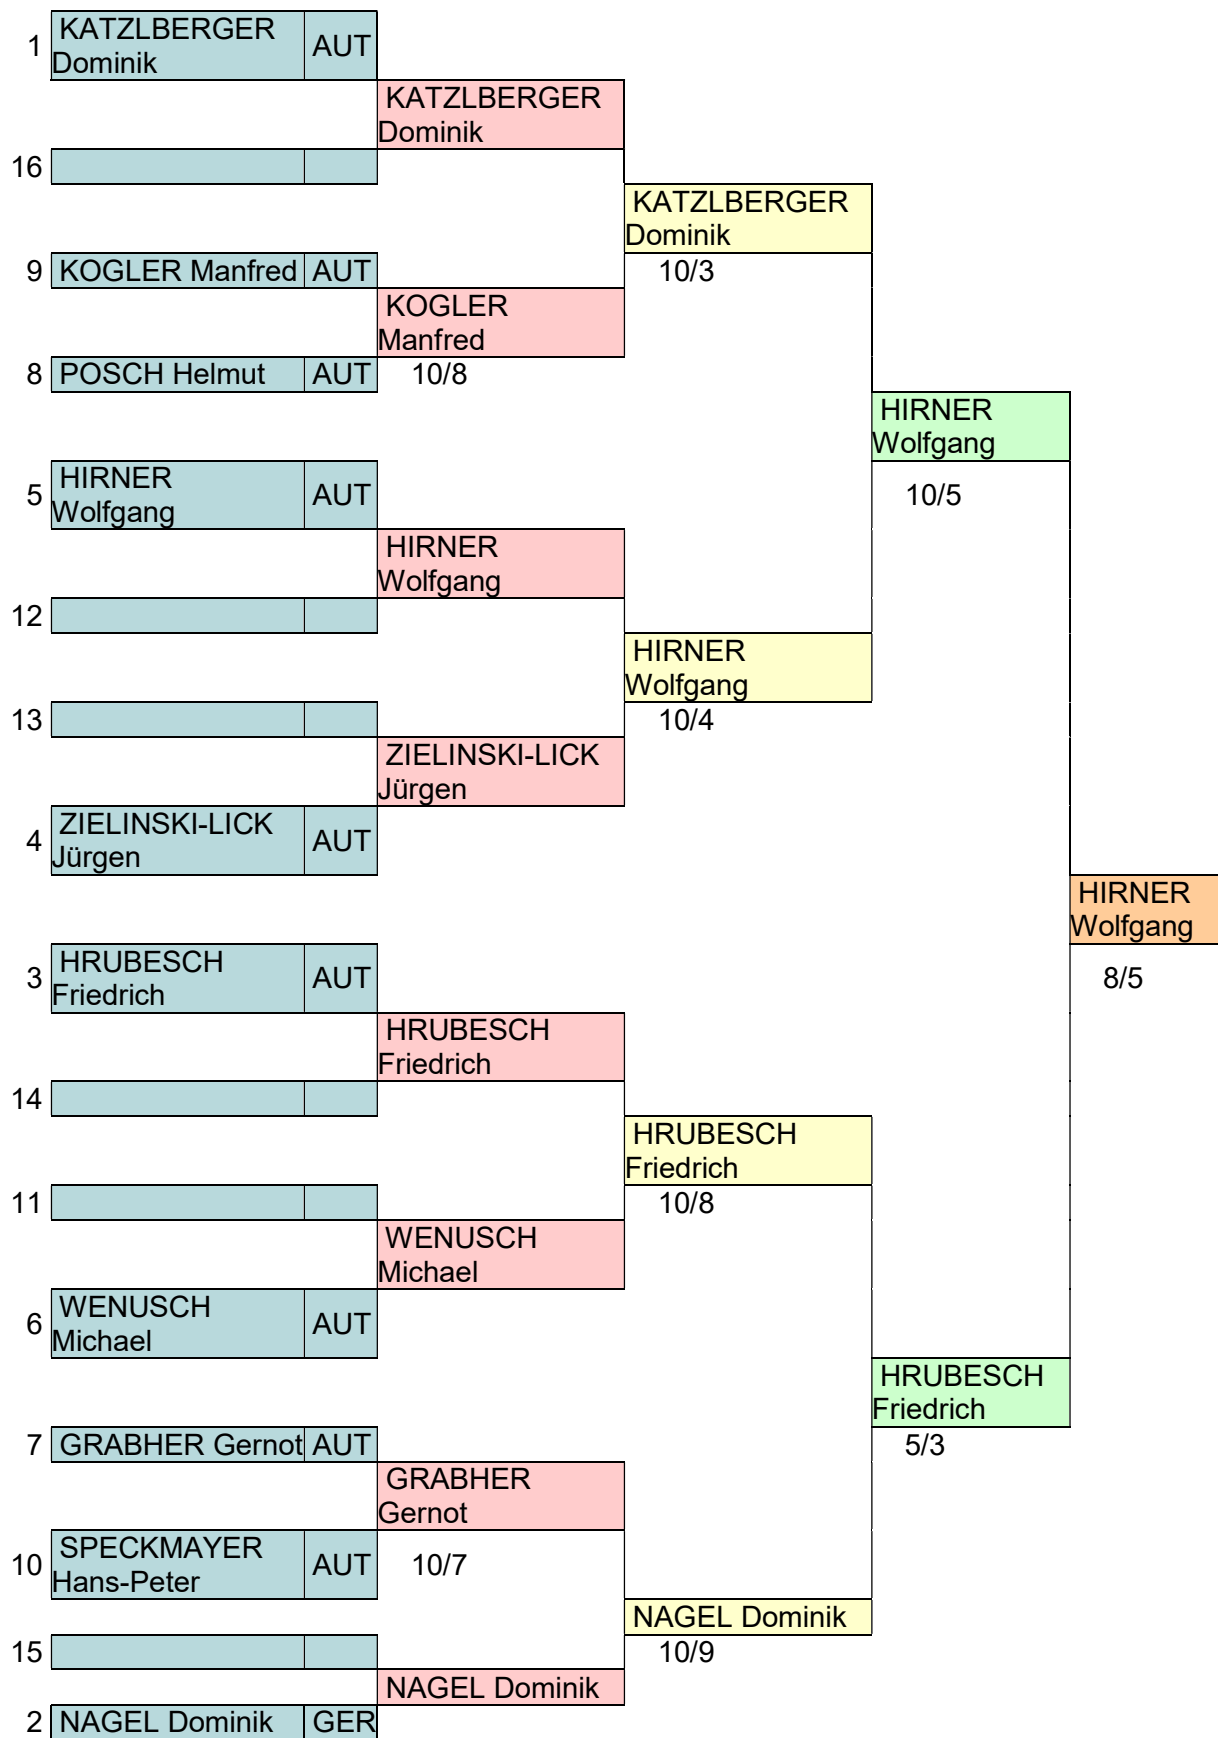 1 KATZLBERGER
Dominik AUT
KATZLBERGER
Dominik
16
KATZLBERGER
Dominik
9 KOGLER Manfred AUT
10/3
KOGLER
Manfred
8 POSCH Helmut AUT
10/8
HIRNER
Wolfgang
5 HIRNER
Wolfgang AUT
10/5
HIRNER
Wolfgang
12
HIRNER
Wolfgang
13
10/4
ZIELINSKI-LICK
Jürgen
4 ZIELINSKI-LICK
Jürgen AUT
HIRNER
Wolfgang
3 HRUBESCH
Friedrich AUT
8/5
HRUBESCH
Friedrich
14
HRUBESCH
Friedrich
11
10/8
WENUSCH
Michael
6 WENUSCH
Michael AUT
HRUBESCH
Friedrich
7 GRABHER Gernot AUT
5/3
GRABHER
Gernot
10 SPECKMAYER
Hans-Peter AUT
10/7
NAGEL Dominik
15
10/9
NAGEL Dominik
2 NAGEL Dominik GER